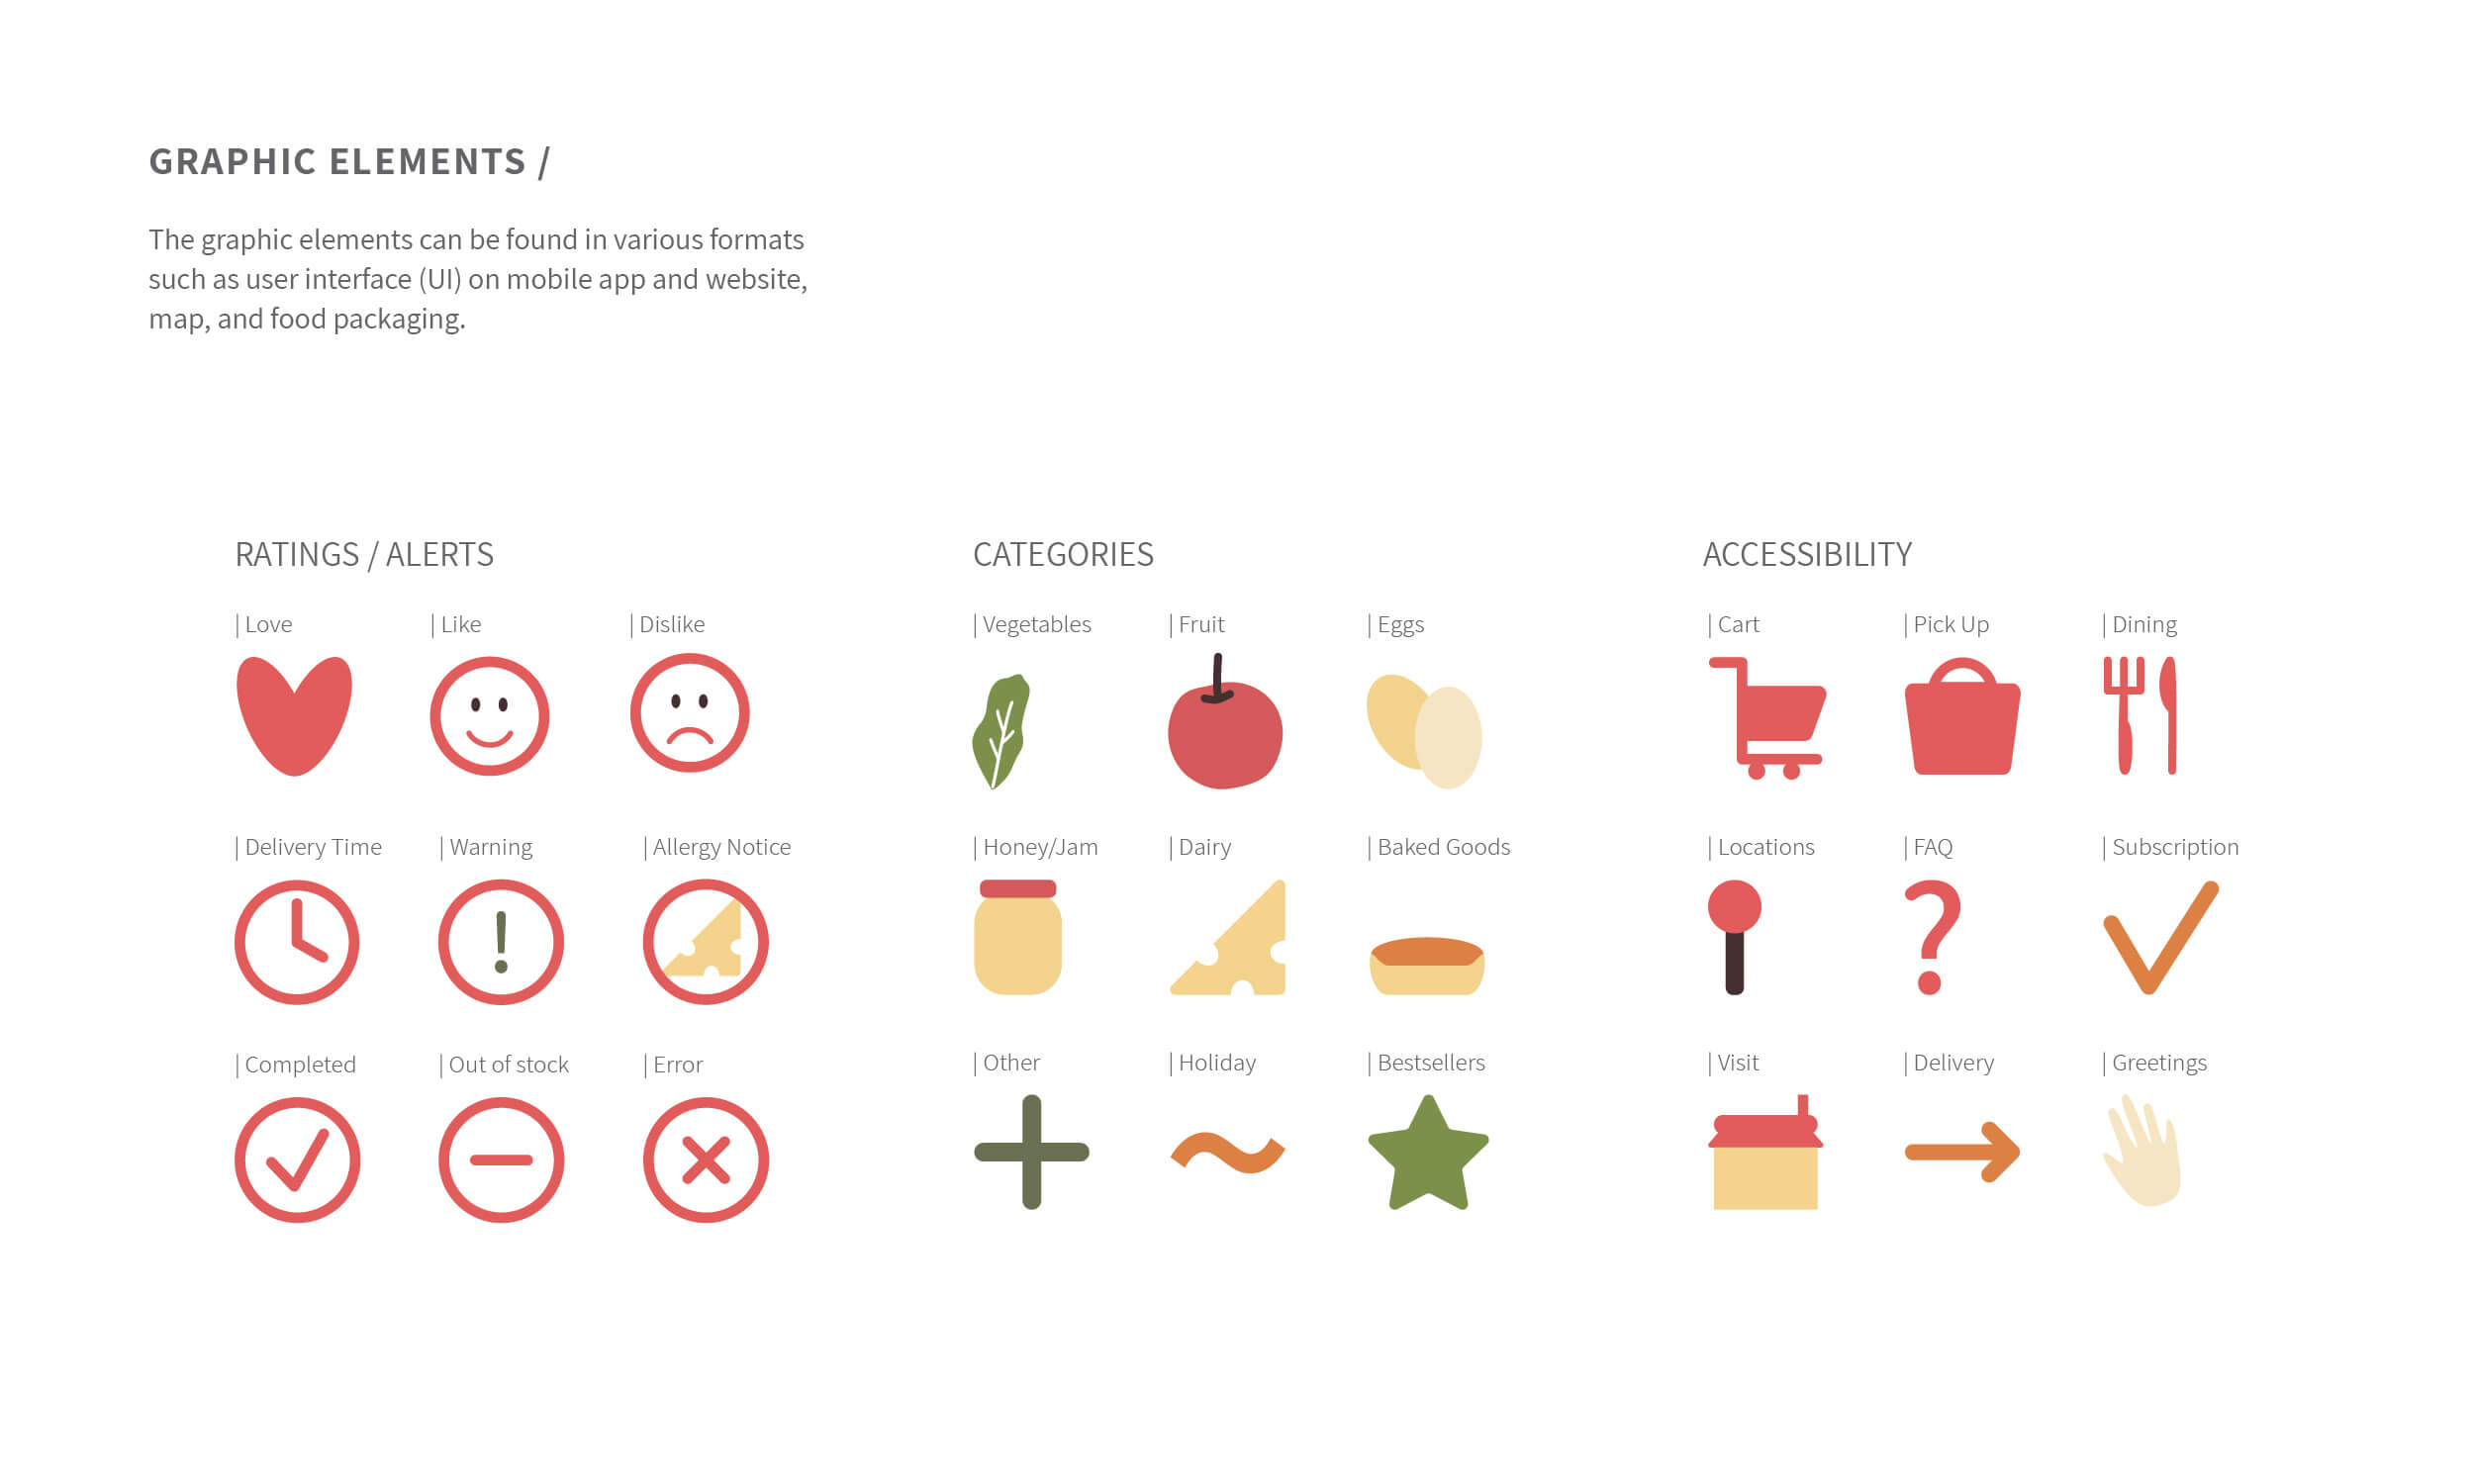 GRAPHIC ELEMENTS /
The graphic elements can be found in various formats
such as user interface (UI) on mobile app and website,
map, and food packaging.
RATINGS / ALERTS
| Love
| Like
| Dislike
| Delivery Time
| Warning
| Allergy Notice
| Completed
| Out of stock
| Error
CATEGORIES
| Vegetables
| Fruit
| Eggs
| Honey/Jam
| Dairy
| Baked Goods
| Other
| Holiday
| Bestsellers
ACCESSIBILITY
| Cart
| Pick Up
| Dining
| Locations
| FAQ
| Subscription
| Visit
| Delivery
| Greetings